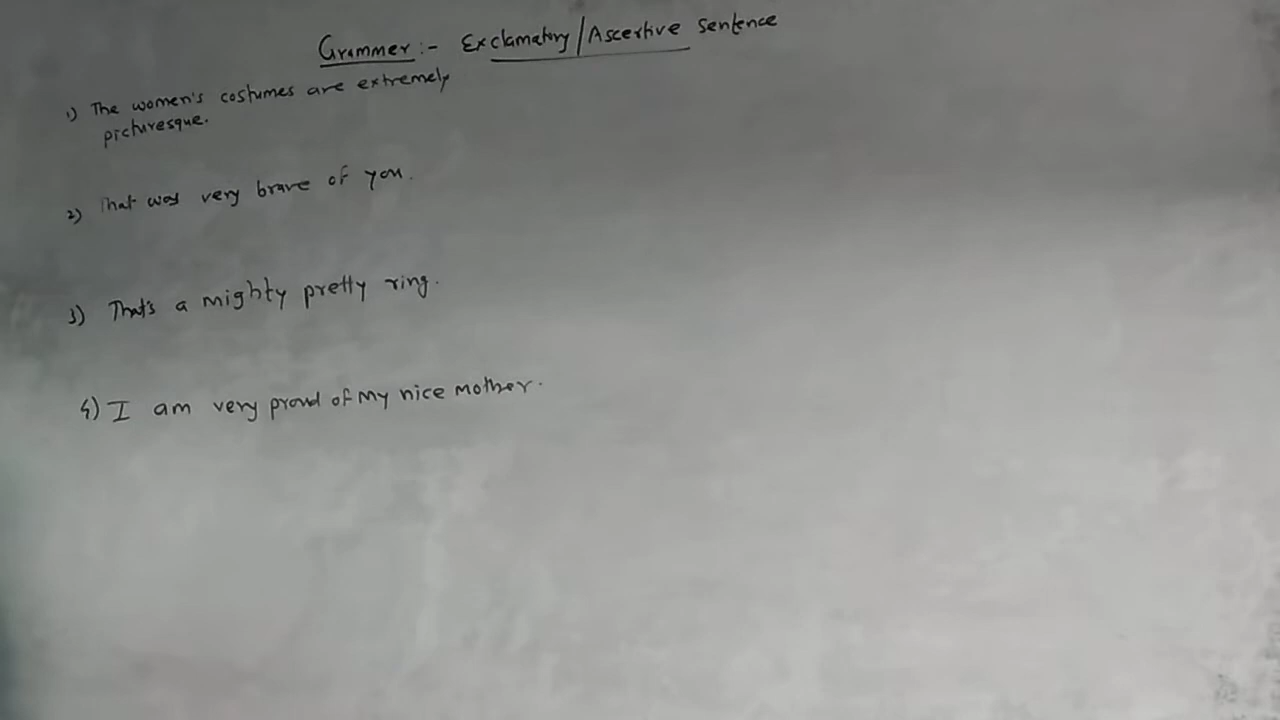 Grammer :- Exclamatory/Ascertive sentence
1) The women's costumes are extremely
picturesque.
2) That was very brave of you.
3) That's a mighty pretty ring.
4) I am very proud of my nice mother.